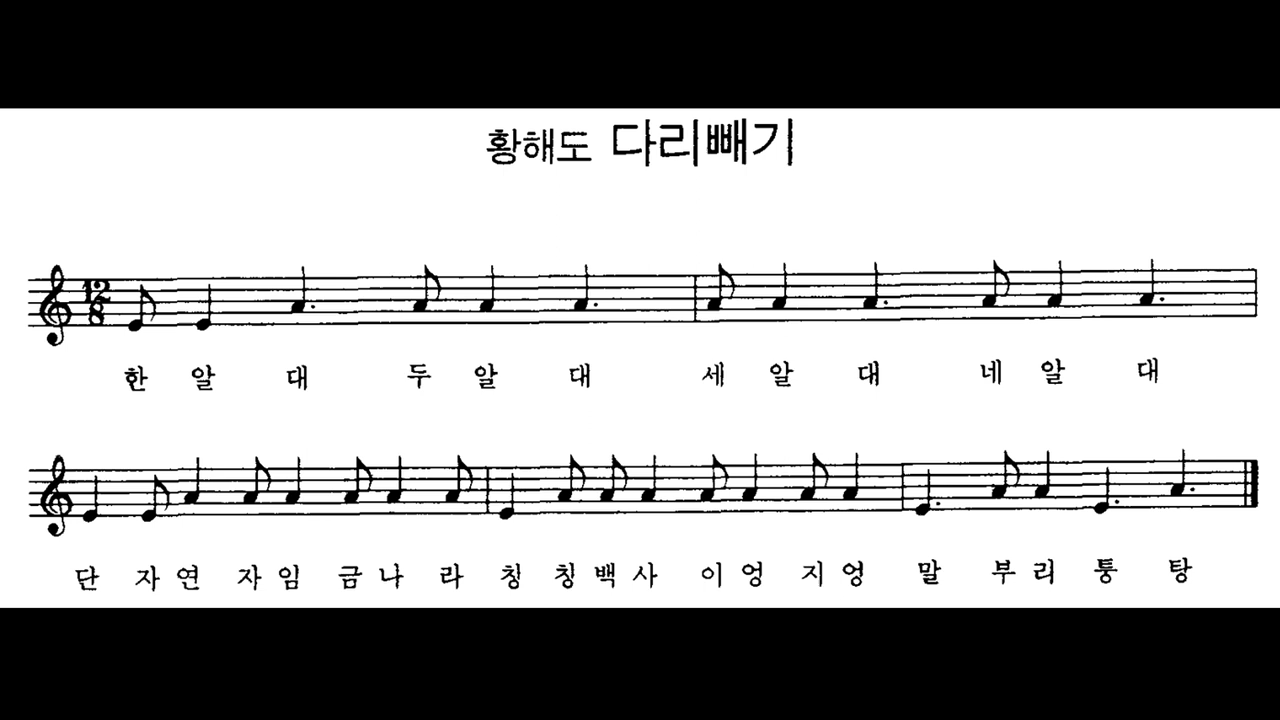 황해도 다리빼기
12
8
한 알 대 두 알 대 세 알 대 네 알 대
단 자 연 자 임 금 나 라 칭 칭 백 사 이 엉 지 엉 말 부 리 퉁 탕